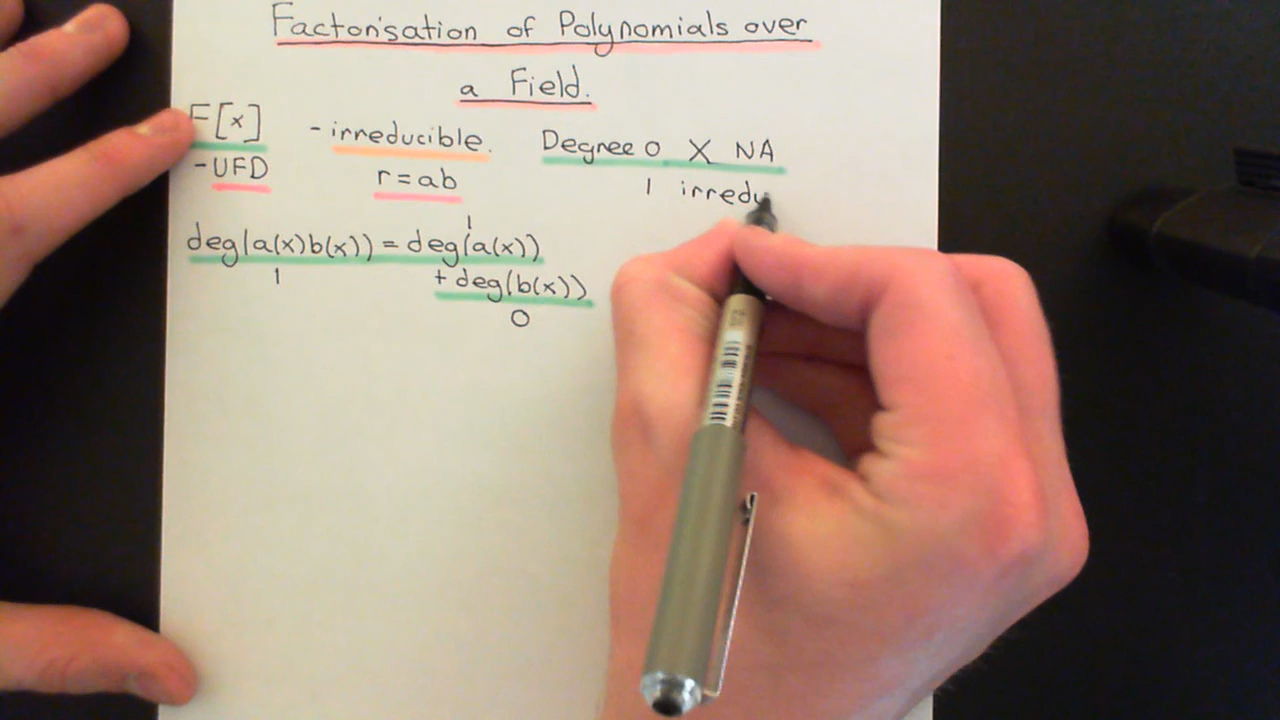 Factorisation of Polynomials over
a Field.
F[x]
- UFD
- irreducible.
r = ab
Degree 0 X NA
1 irredu
deg(a(x)b(x)) = deg(a(x))
+ deg(b(x))
1
1
0